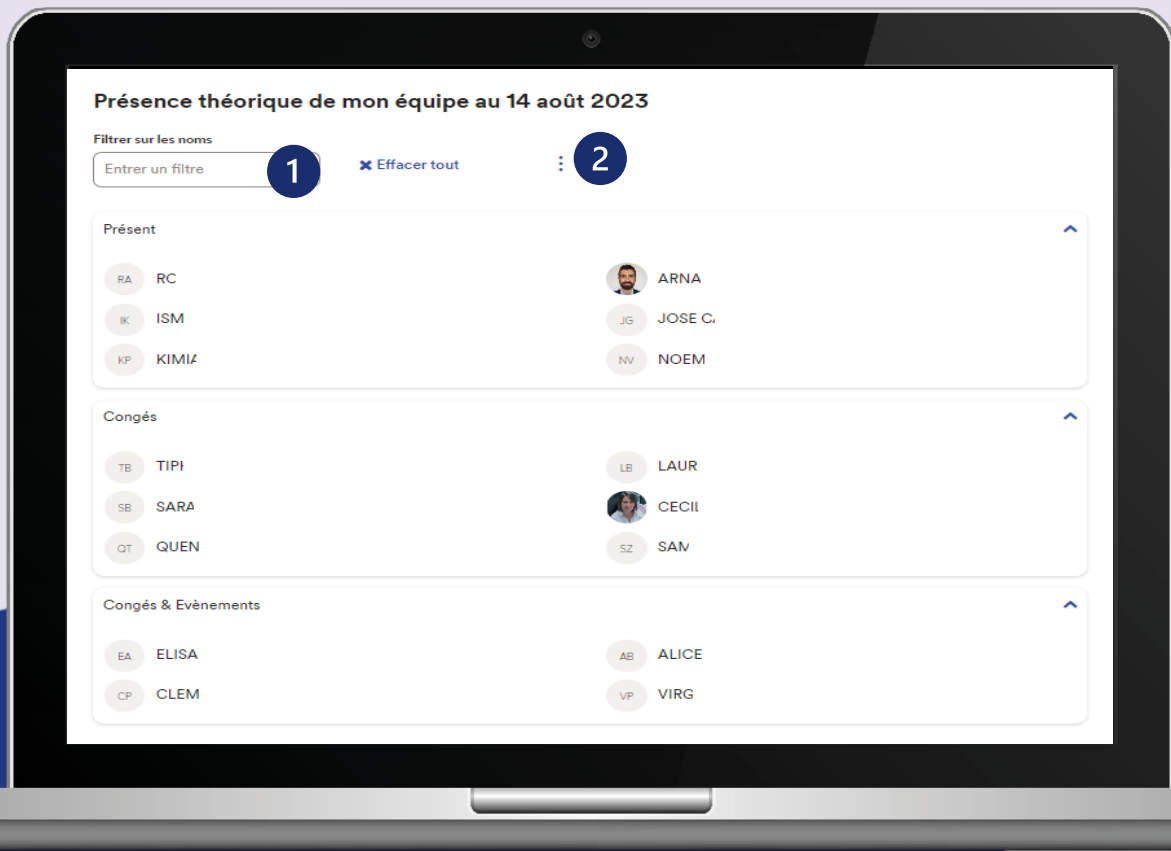 Présence théorique de mon équipe au 14 août 2023
Filtrer sur les noms
Entrer un filtre 1 Effacer tout 2
Présent
RA RC ARNA
IK ISM JG JOSE
KP KIMI NV NOEM
Congés
TB TIP LB LAUR
SB SARA CECIL
QT QUEN SZ SAM
Congés & Evènements
EA ELISA AB ALICE
CP CLEM VP VIRG